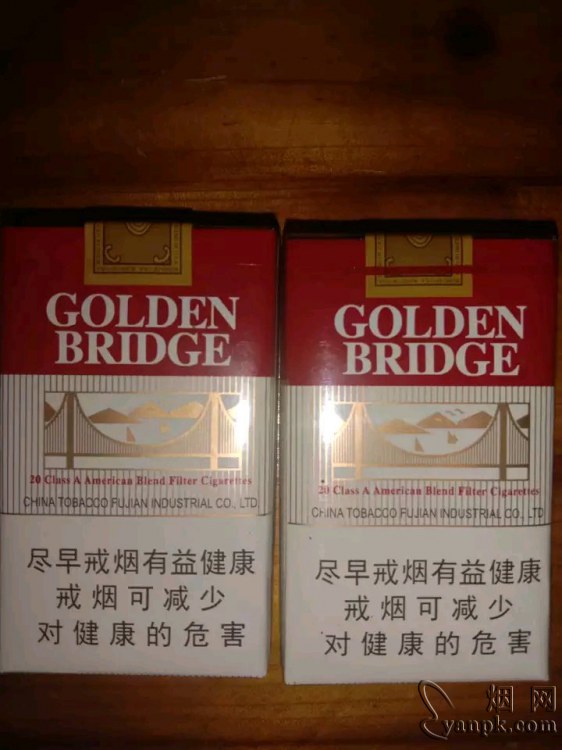 GOLDEN
BRIDGE
20 Class A American Blend Filter Cigarettes
CHINA TOBACCO FUJIAN INDUSTRIAL CO., LTD
尽早戒烟有益健康
戒烟可减少
对健康的危害
GOLDEN
BRIDGE
20 Class A American Blend Filter Cigarettes
CHINA TOBACCO FUJIAN INDUSTRIAL CO., LTD
尽早戒烟有益健康
戒烟可减少
对健康的危害
烟网
yanpk.com